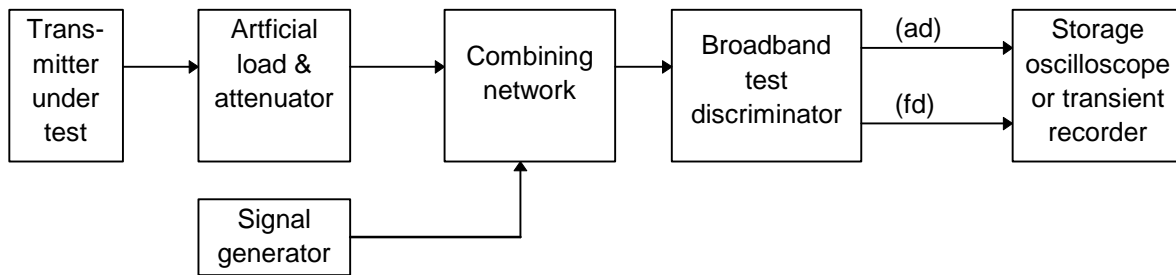 Trans-
mitter
under
test
Artficial
load &
attenuator
Combining
network
Broadband
test
discriminator
(ad)
(fd)
Storage
oscilloscope
or transient
recorder
Signal
generator